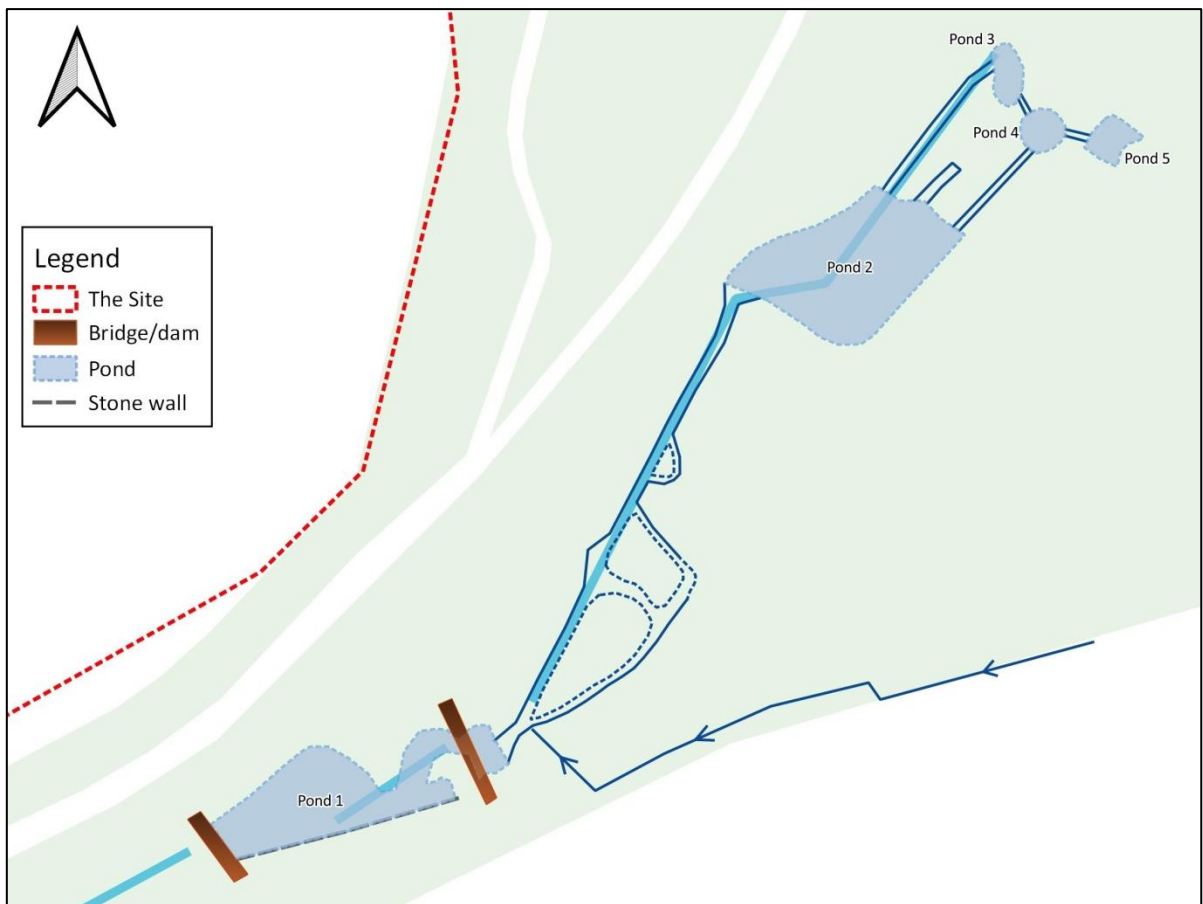 Pond 3
Pond 4
Pond 5
Pond 2
Legend
The Site
Bridge/dam
Pond
Stone wall
Pond 1